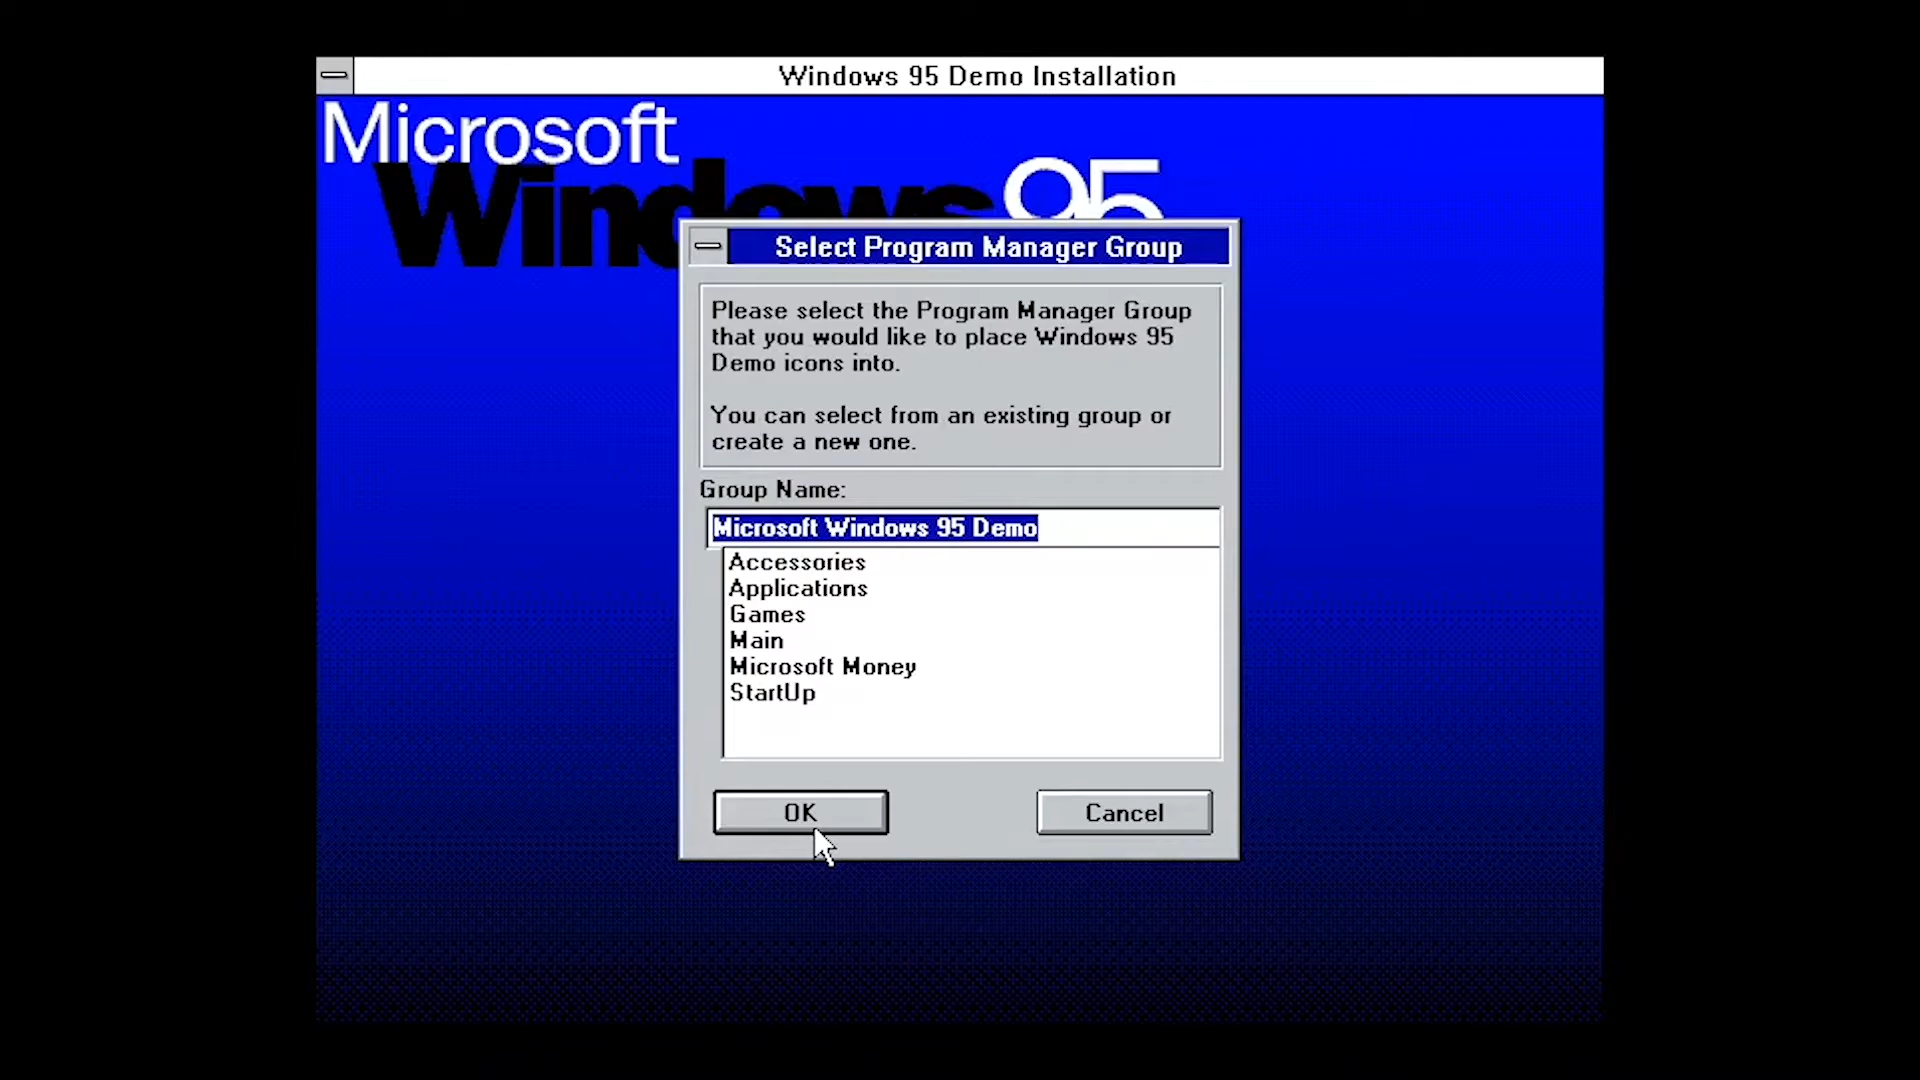 Windows 95 Demo Installation
Microsoft
Windows 95
Select Program Manager Group
Please select the Program Manager Group
that you would like to place Windows 95
Demo icons into.
You can select from an existing group or
create a new one.
Group Name:
Microsoft Windows 95 Demo
Accessories
Applications
Games
Main
Microsoft Money
StartUp
OK
Cancel